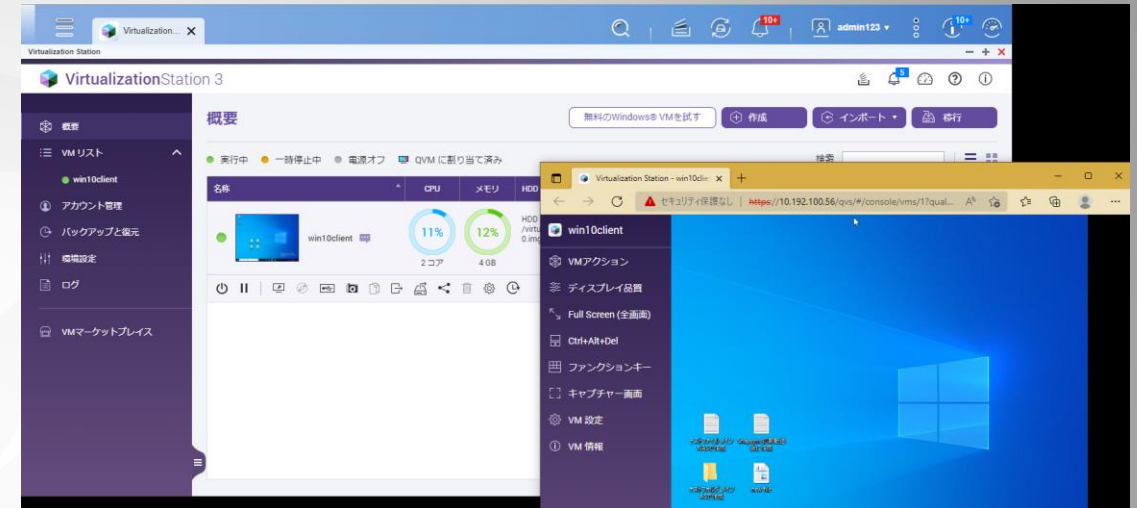 Virtualization...
10+
admin123
10+
Virtualization Station
VirtualizationStation 3
5
概要
VM リスト
win10client
アカウント管理
バックアップと復元
環境設定
ログ
VMマーケットプレイス
概要
無料のWindows® VMを試す
作成
インポート
移行
実行中
一時停止中
電源オフ
QVM に割り当て済み
検索
名称
CPU
メモリ
HDD
win10client
11%
2 コア
12%
4 GB
HDD
/virtu
0.img
Virtualization Station - win10clie
セキュリティ保護なし
https://10.192.100.56/qvs/#/console/vms/1?qual...
win10client
VMアクション
ディスプレイ品質
Full Screen (全画面)
Ctrl+Alt+Del
ファンクションキー
キャプチャー画面
VM 設定
VM 情報